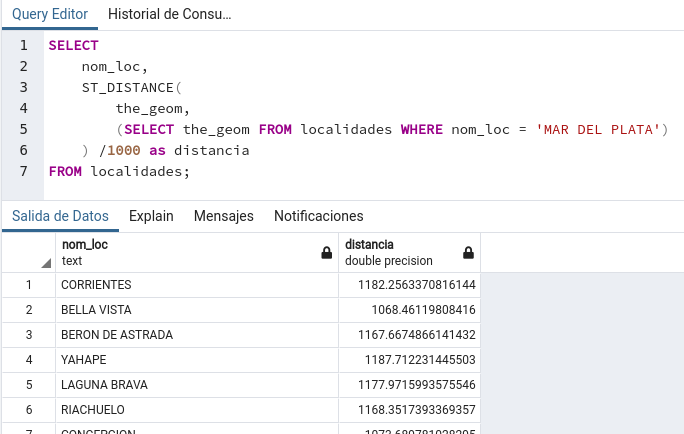 Query Editor Historial de Consu...
1 SELECT
2 nom_loc,
3 ST_DISTANCE(
4 the_geom,
5 (SELECT the_geom FROM localidades WHERE nom_loc = 'MAR DEL PLATA')
6 ) /1000 as distancia
7 FROM localidades;
Salida de Datos Explain Mensajes Notificaciones
nom_loc distancia
text double precision
1 CORRIENTES 1182.2563370816144
2 BELLA VISTA 1068.46119808416
3 BERON DE ASTRADA 1167.6674866141432
4 YAHAPE 1187.712231445503
5 LAGUNA BRAVA 1177.9715993575546
6 RIACHUELO 1168.3517393369357